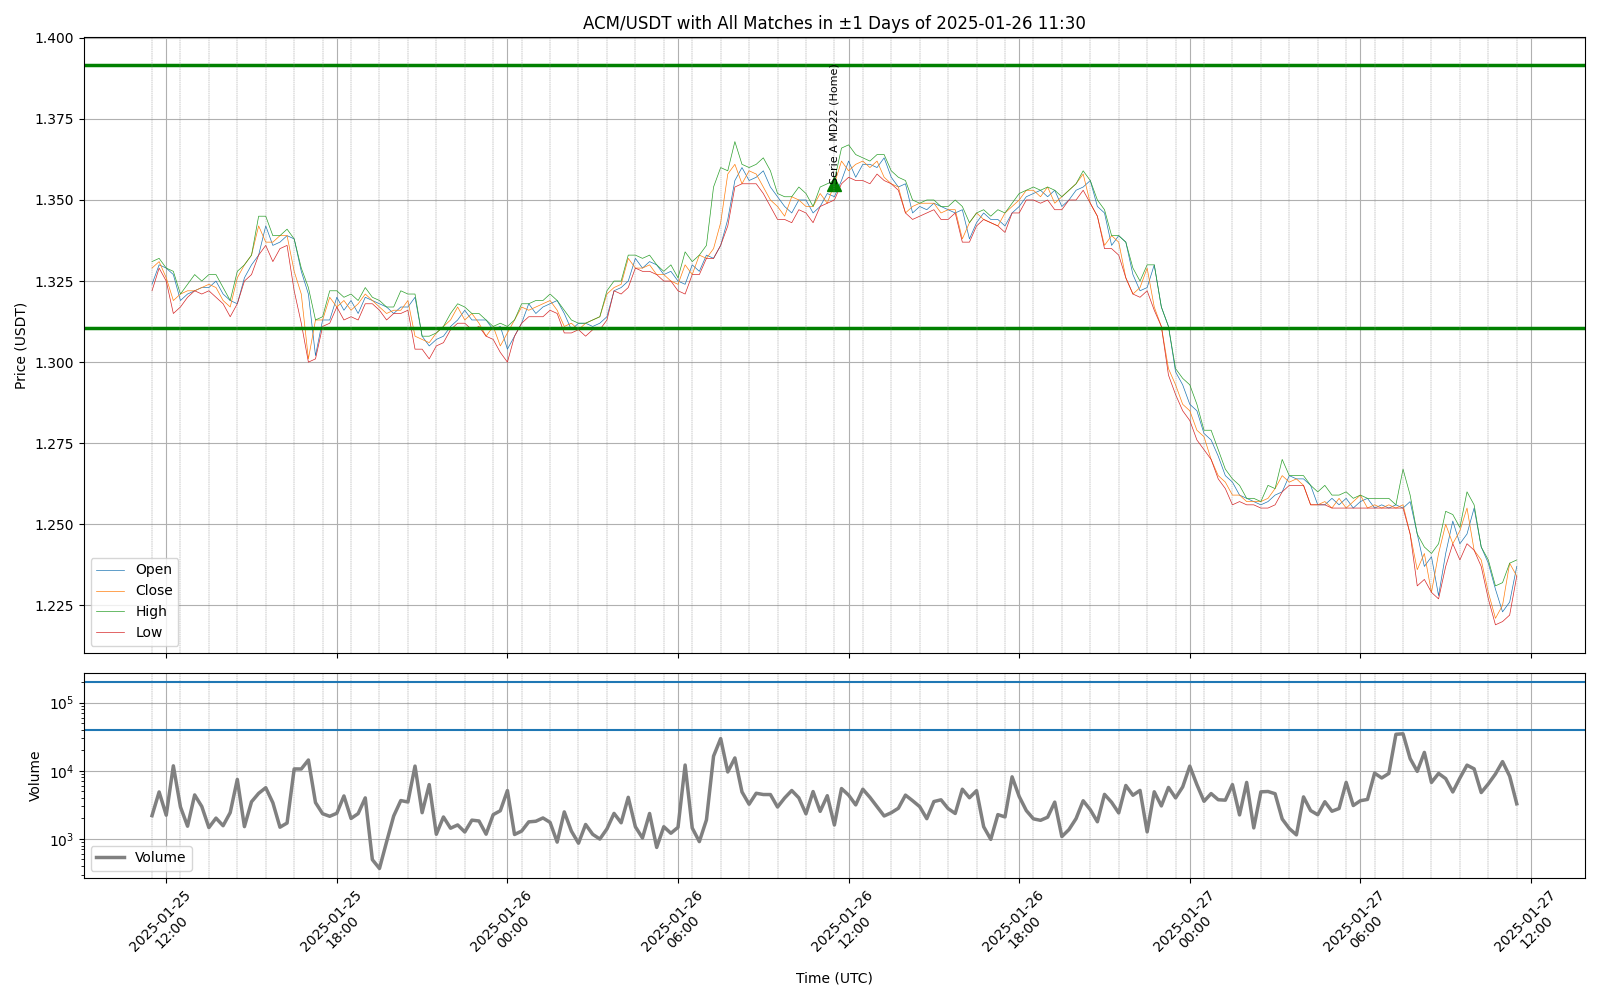 ACM/USDT with All Matches in ±1 Days of 2025-01-26 11:30
1.400
1.375
1.350
1.325
1.300
1.275
1.250
1.225
Price (USDT)
Serie A MD22 (Home)
Open
Close
High
Low
10⁵
10⁴
10³
Volume
Volume
2025-01-25
12:00
2025-01-25
18:00
2025-01-26
00:00
2025-01-26
06:00
2025-01-26
12:00
2025-01-26
18:00
2025-01-27
00:00
2025-01-27
06:00
2025-01-27
12:00
Time (UTC)